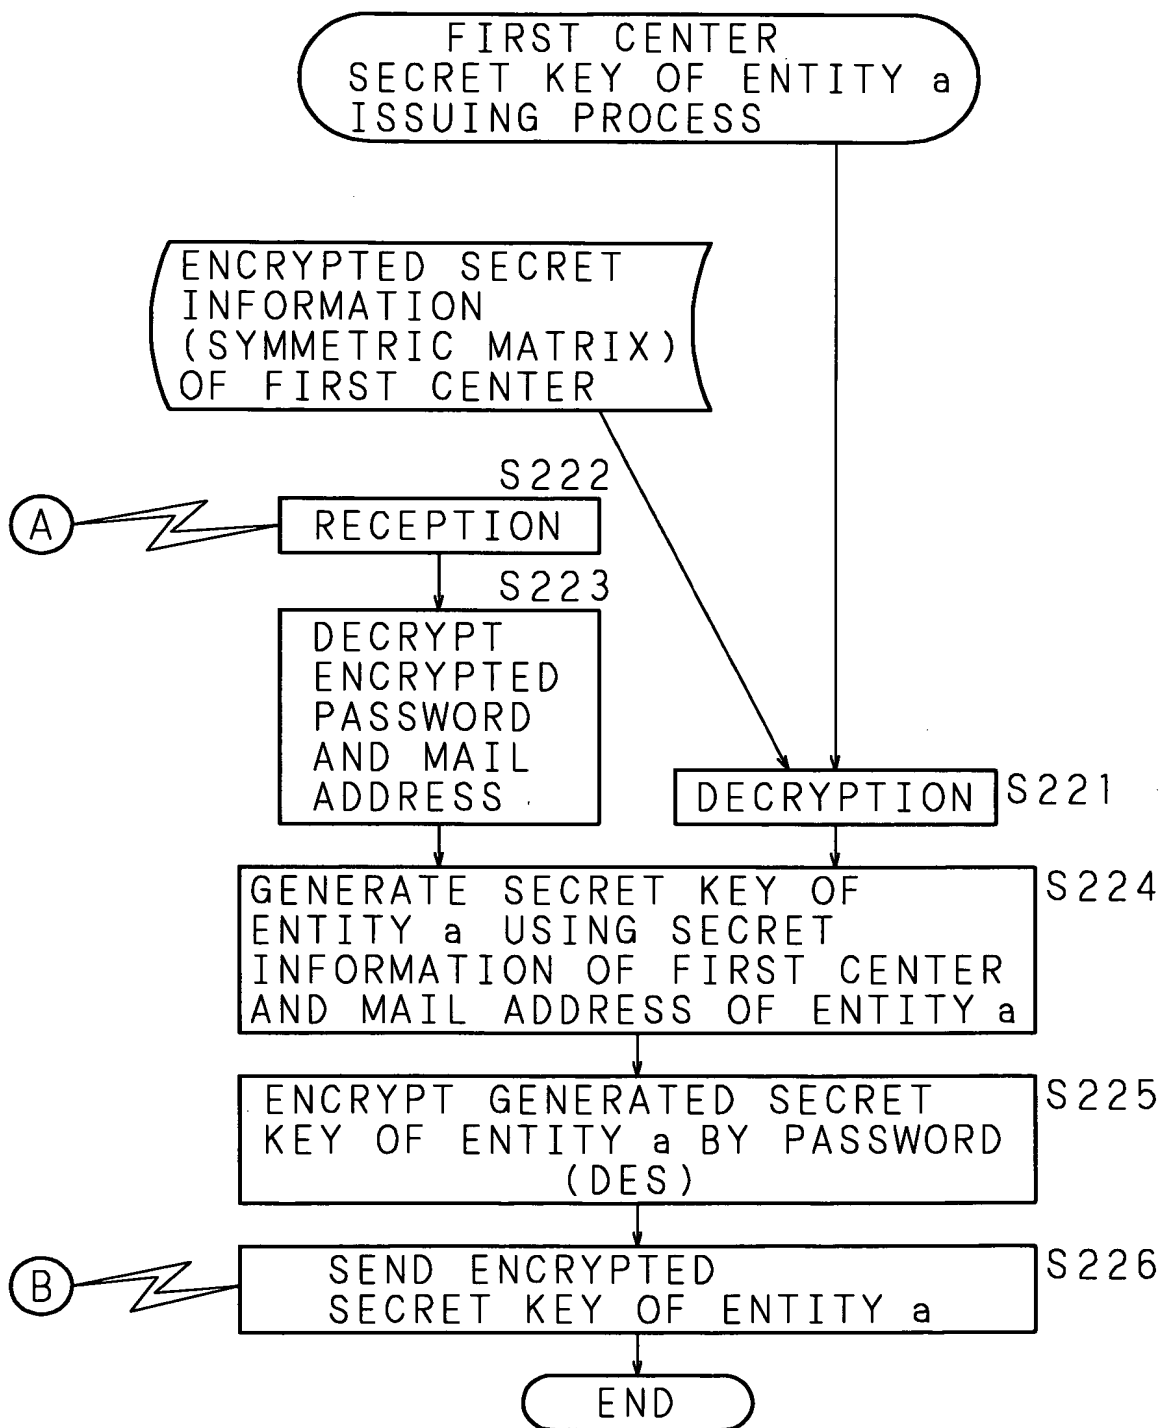 FIRST CENTER
SECRET KEY OF ENTITY a
ISSUING PROCESS
ENCRYPTED SECRET
INFORMATION
(SYMMETRIC MATRIX)
OF FIRST CENTER
S222
A
RECEPTION
S223
DECRYPT
ENCRYPTED
PASSWORD
AND MAIL
ADDRESS
DECRYPTION
S221
GENERATE SECRET KEY OF
ENTITY a USING SECRET
INFORMATION OF FIRST CENTER
AND MAIL ADDRESS OF ENTITY a
S224
ENCRYPT GENERATED SECRET
KEY OF ENTITY a BY PASSWORD
(DES)
S225
B
SEND ENCRYPTED
SECRET KEY OF ENTITY a
S226
END